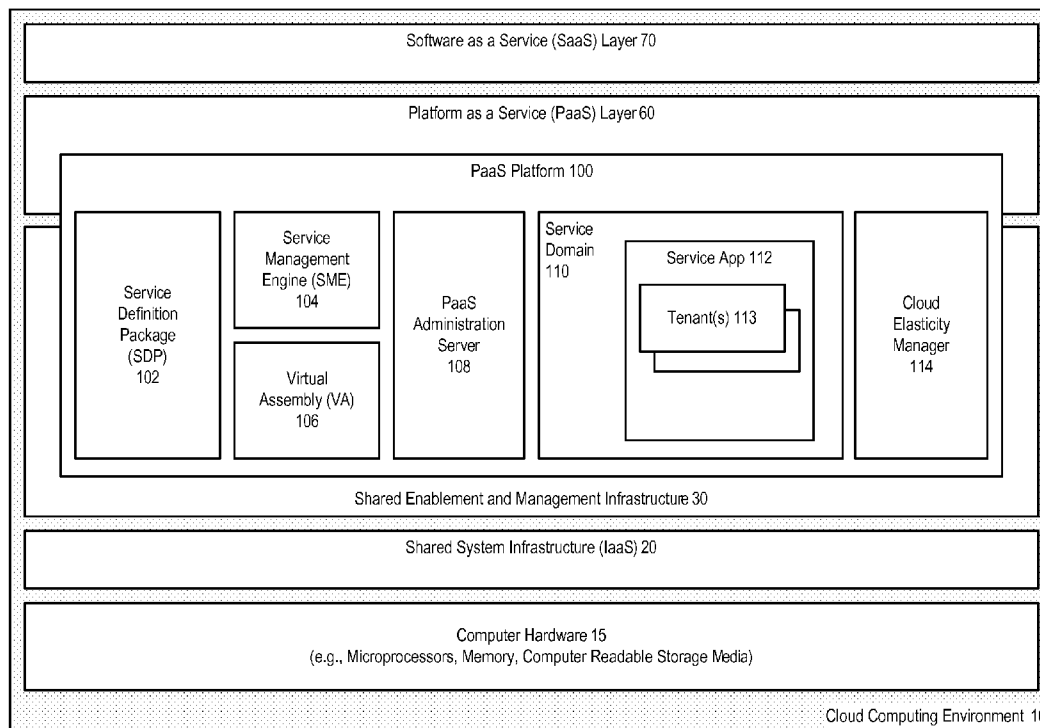 Software as a Service (SaaS) Layer 70
Platform as a Service (PaaS) Layer 60
PaaS Platform 100
Service
Definition
Package
(SDP)
102
Service
Management
Engine (SME)
104
Virtual
Assembly (VA)
106
PaaS
Administration
Server
108
Service
Domain
110
Service App 112
Tenant(s) 113
Cloud
Elasticity
Manager
114
Shared Enablement and Management Infrastructure 30
Shared System Infrastructure (IaaS) 20
Computer Hardware 15
(e.g., Microprocessors, Memory, Computer Readable Storage Media)
Cloud Computing Environment